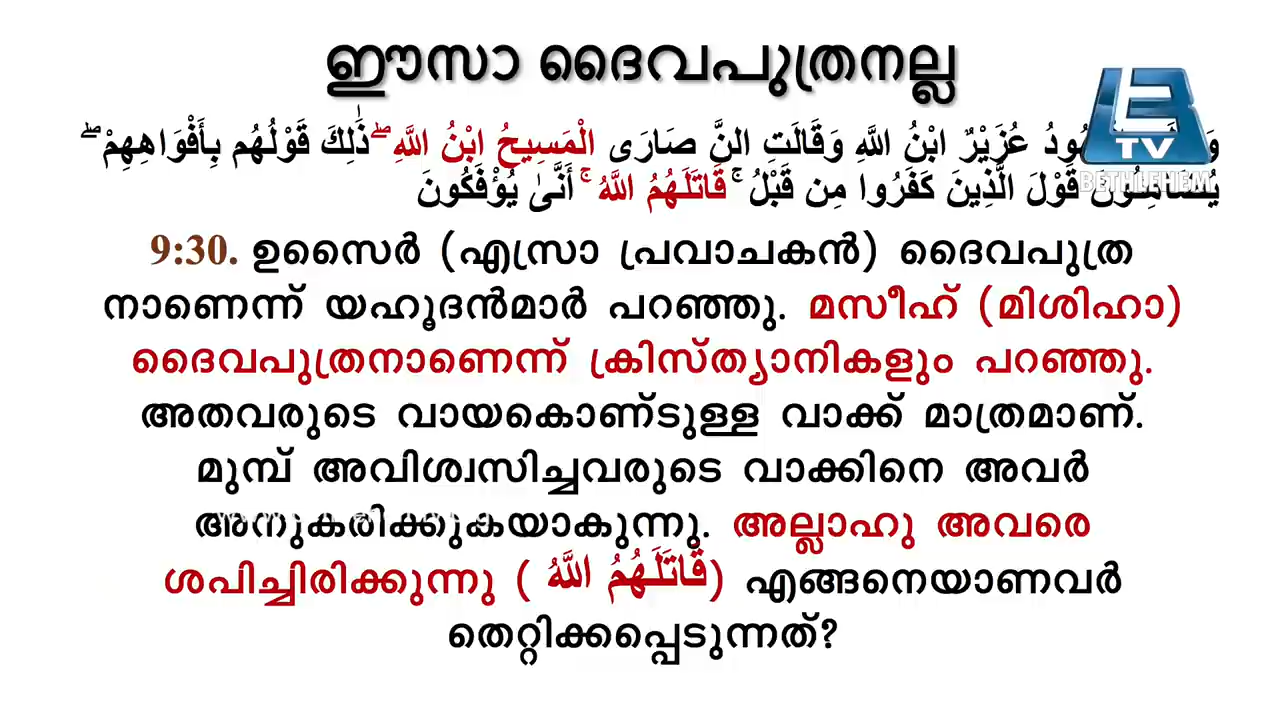 ഈസാ ദൈവപുത്രനല്ല
عُزَيْرٌ ابْنُ اللَّهِ وَقَالَتِ النَّ صَارَى الْمَسِيحُ ابْنُ اللَّهِ ۖ ذَٰلِكَ قَوْلُهُم بِأَفْوَاهِهِمْ ۖ
قَوْلَ الَّذِينَ كَفَرُوا مِن قَبْلُ ۚ قَاتَلَهُمُ اللَّهُ ۚ أَنَّىٰ يُؤْفَكُونَ
B
TV
BETHLEHEM
9:30. ഉസൈർ (എസ്രാ പ്രവാചകൻ) ദൈവപുത്ര
നാണെന്ന് യഹൂദൻമാർ പറഞ്ഞു. മസീഹ് (മിശിഹാ)
ദൈവപുത്രനാണെന്ന് ക്രിസ്ത്യാനികളും പറഞ്ഞു.
അതവരുടെ വായകൊണ്ടുള്ള വാക്ക് മാത്രമാണ്.
മുമ്പ് അവിശ്വസിച്ചവരുടെ വാക്കിനെ അവർ
അനുകരിക്കുകയാകുന്നു. അല്ലാഹു അവരെ
ശപിച്ചിരിക്കുന്നു ( قَاتَلَهُمُ اللَّهُ ) എങ്ങനെയാണവർ
തെറ്റിക്കപ്പെടുന്നത്?